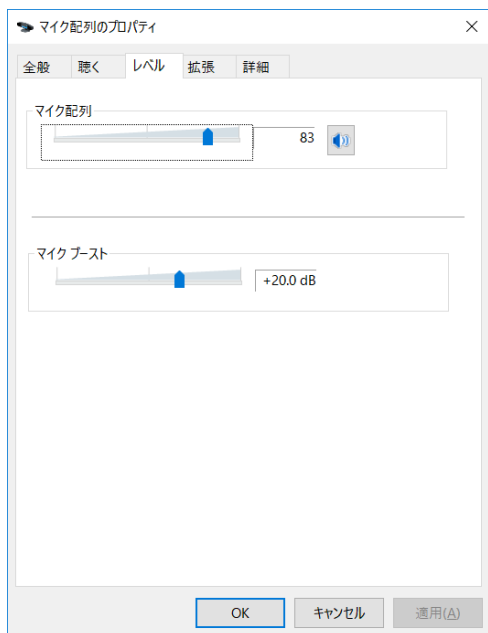 マイク配列のプロパティ
全般 聴く レベル 拡張 詳細
マイク配列
83
マイク ブースト
+20.0 dB
OK キャンセル 適用(A)